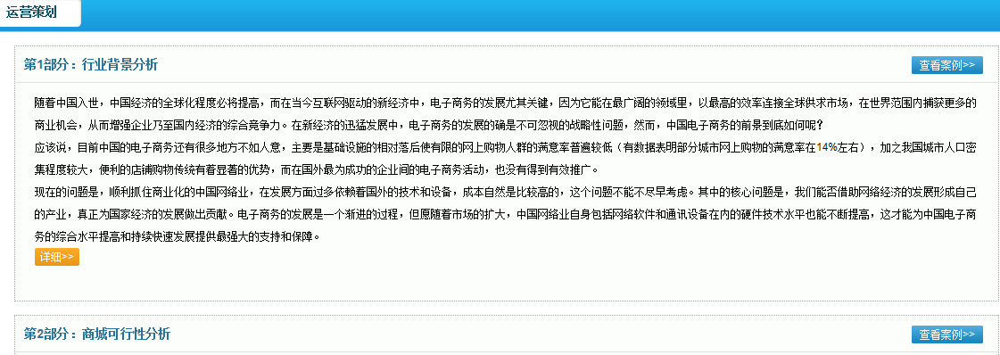 运营策划
第1部分：行业背景分析
查看案例>>
随着中国入世，中国经济的全球化程度必将提高，而在当今互联网驱动的新经济中，电子商务的发展尤其关键，因为它能在最广阔的领域里，以最高的效率连接全球供求市场，在世界范围内捕获更多的
商业机会，从而增强企业乃至国内经济的综合竞争力。在新经济的迅猛发展中，电子商务的发展的确是不可忽视的战略性问题，然而，中国电子商务的前景到底如何呢？
应该说，目前中国的电子商务还有很多地方不如人意，主要是基础设施的相对落后使有限的网上购物人群的满意率普遍较低（有数据表明部分城市网上购物的满意率在14%左右），加之我国城市人口密
集程度较大，便利的店铺购物传统有着显著的优势，而在国外最为成功的企业间的电子商务活动，也没有得到有效推广。
现在的问题是，顺利抓住商业化的中国网络业，在发展方面过多依赖着国外的技术和设备，成本自然是比较高的，这个问题不能不尽早考虑。其中的核心问题是，我们能否借助网络经济的发展形成自己
的产业，真正为国家经济的发展做出贡献。电子商务的发展是一个渐进的过程，但愿随着市场的扩大，中国网络业自身包括网络软件和通讯设备在内的硬件技术水平也能不断提高，这才能为中国电子商
务的综合水平提高和持续快速发展提供最强大的支持和保障。
详细>>
第2部分：商城可行性分析
查看案例>>